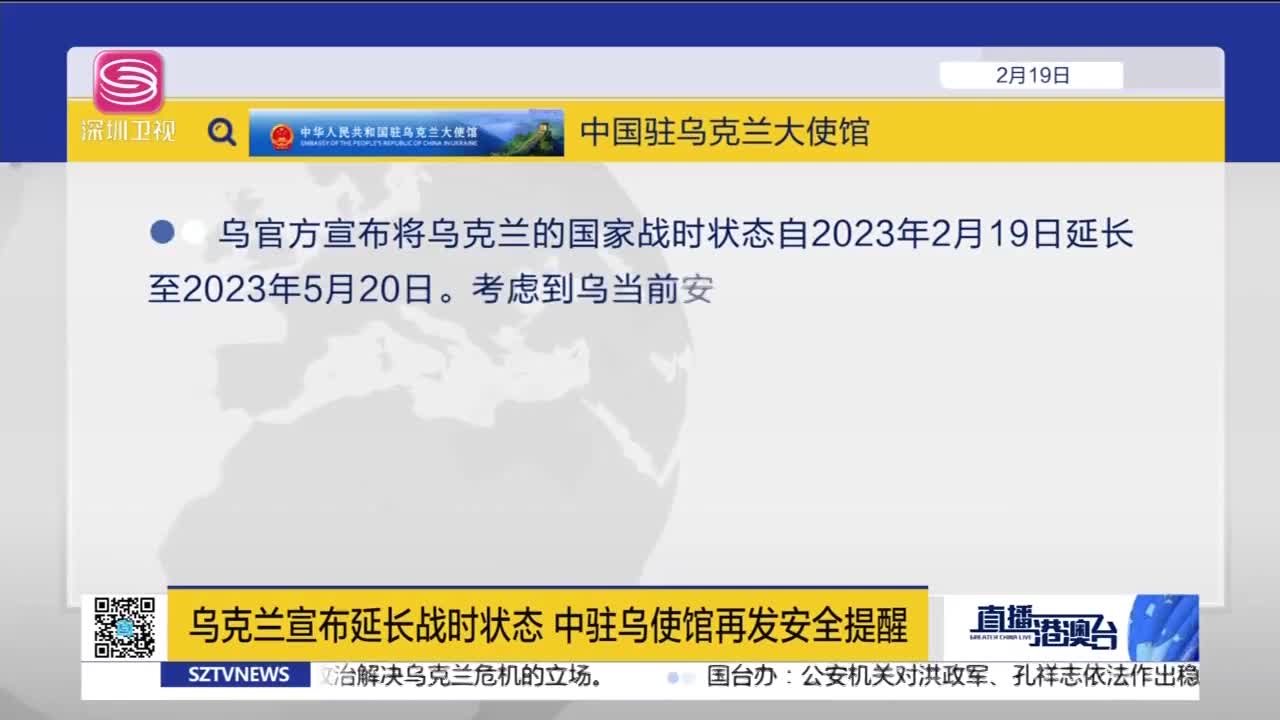 2月19日
深圳卫视
中华人民共和国驻乌克兰大使馆
EMBASSY OF THE PEOPLE'S REPUBLIC OF CHINA IN UKRAINE
中国驻乌克兰大使馆
乌官方宣布将乌克兰的国家战时状态自2023年2月19日延长
至2023年5月20日。考虑到乌当前安
乌克兰宣布延长战时状态 中驻乌使馆再发安全提醒
直播港澳台
GREATER CHINA LIVE
SZTVNEWS
政治解决乌克兰危机的立场。 国台办：公安机关对洪政军、孔祥志依法作出稳